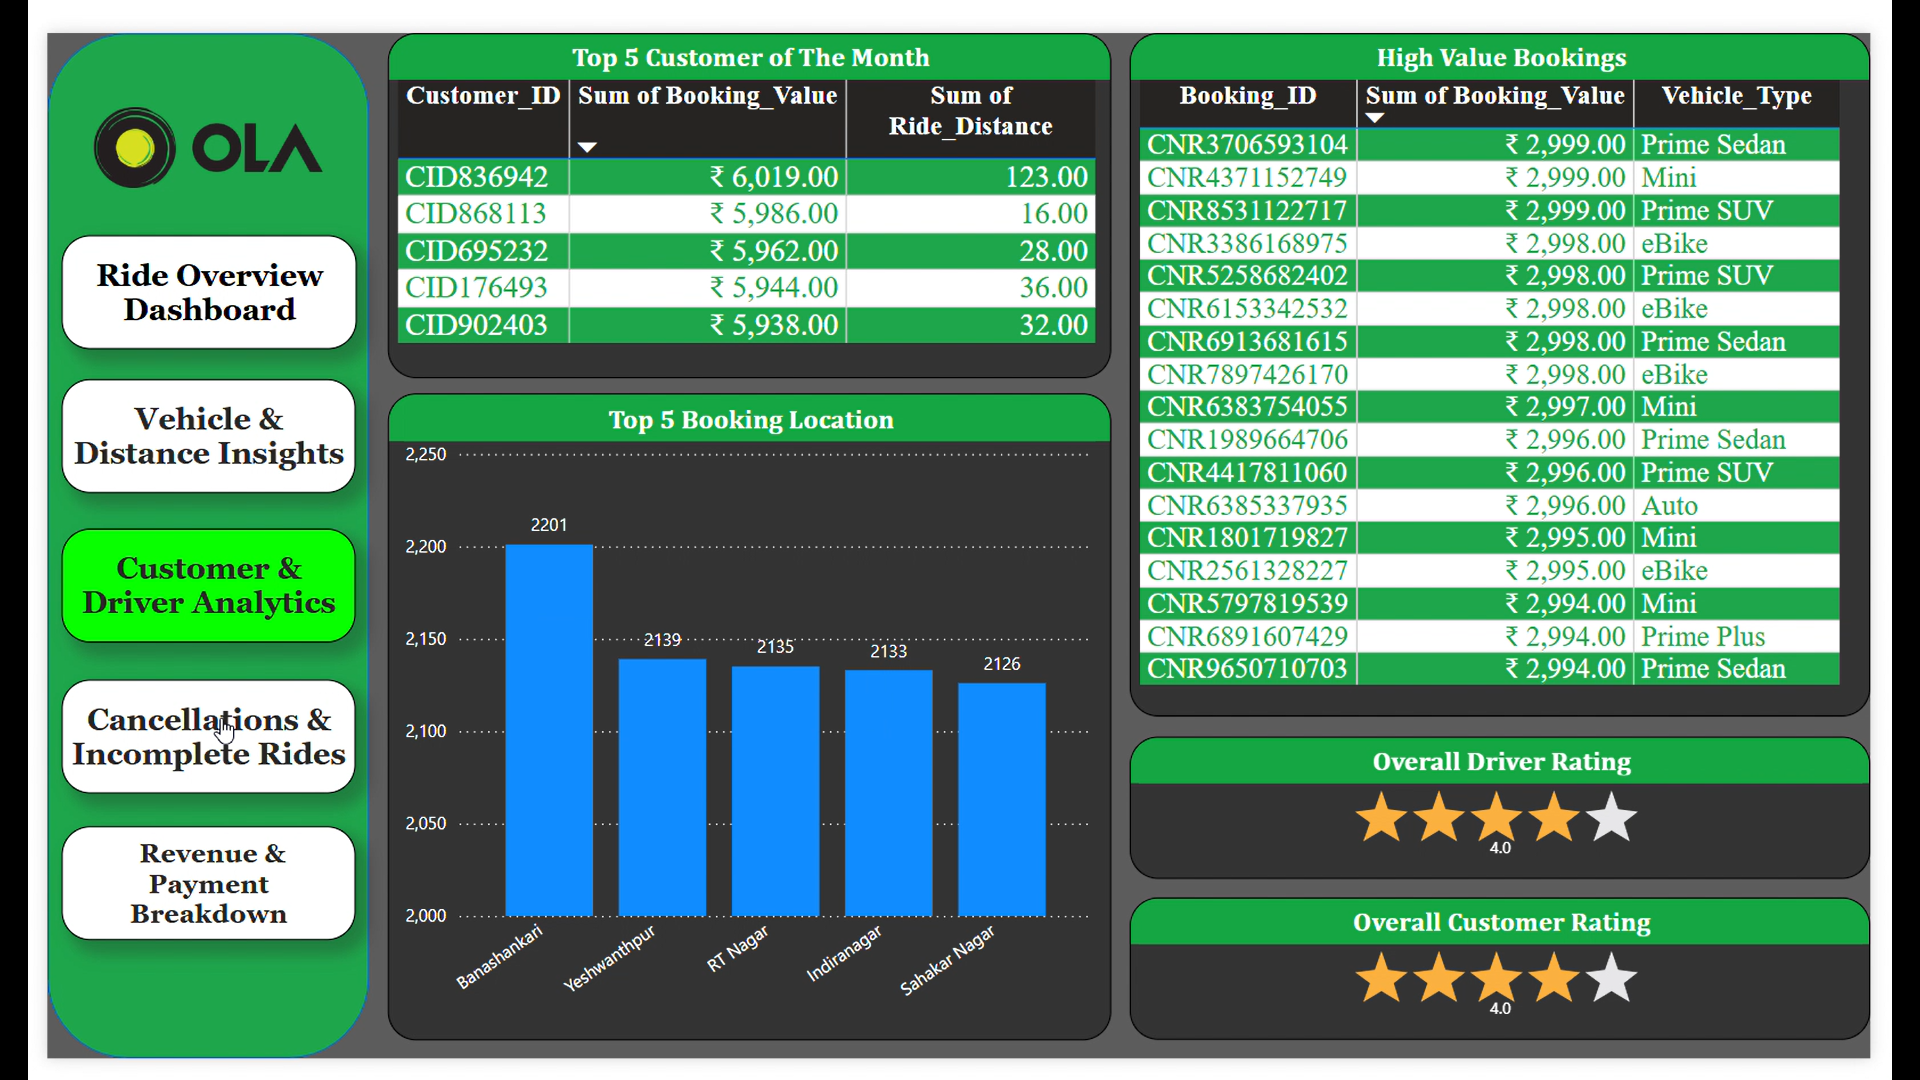 OLA
Ride Overview
Dashboard
Vehicle &
Distance Insights
Customer &
Driver Analytics
Cancellations &
Incomplete Rides
Revenue &
Payment
Breakdown
Top 5 Customer of The Month
Customer_ID Sum of Booking_Value Sum of
Ride_Distance
CID836942 ₹ 6,019.00 123.00
CID868113 ₹ 5,986.00 16.00
CID695232 ₹ 5,962.00 28.00
CID176493 ₹ 5,944.00 36.00
CID902403 ₹ 5,938.00 32.00
Top 5 Booking Location
2,250
2,200
2,150
2,100
2,050
2,000
2201
2139
2135
2133
2126
Banashankari
Yeshwanthpur
RT Nagar
Indiranagar
Sahakar Nagar
High Value Bookings
Booking_ID Sum of Booking_Value Vehicle_Type
CNR3706593104 ₹ 2,999.00 Prime Sedan
CNR4371152749 ₹ 2,999.00 Mini
CNR8531122717 ₹ 2,999.00 Prime SUV
CNR3386168975 ₹ 2,998.00 eBike
CNR5258682402 ₹ 2,998.00 Prime SUV
CNR6153342532 ₹ 2,998.00 eBike
CNR6913681615 ₹ 2,998.00 Prime Sedan
CNR7897426170 ₹ 2,998.00 eBike
CNR6383754055 ₹ 2,997.00 Mini
CNR1989664706 ₹ 2,996.00 Prime Sedan
CNR4417811060 ₹ 2,996.00 Prime SUV
CNR6385337935 ₹ 2,996.00 Auto
CNR1801719827 ₹ 2,995.00 Mini
CNR2561328227 ₹ 2,995.00 eBike
CNR5797819539 ₹ 2,994.00 Mini
CNR6891607429 ₹ 2,994.00 Prime Plus
CNR9650710703 ₹ 2,994.00 Prime Sedan
Overall Driver Rating
4.0
Overall Customer Rating
4.0